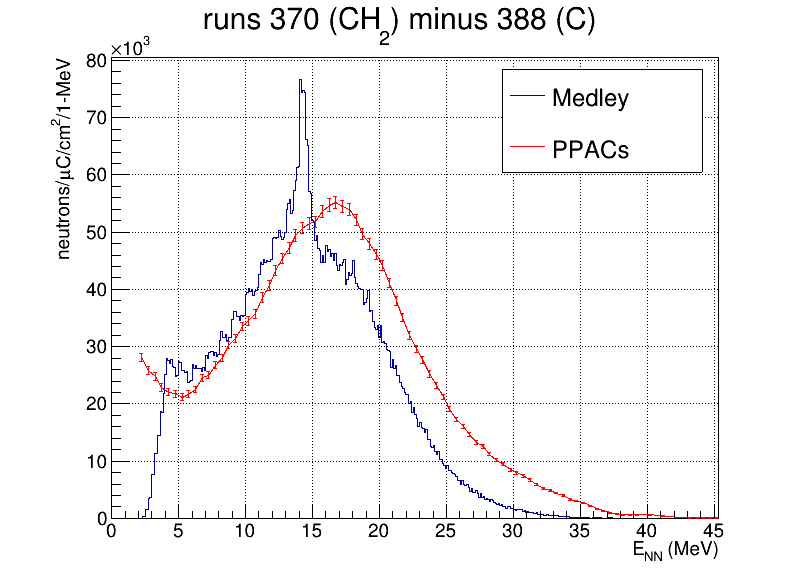 runs 370 (CH₂) minus 388 (C)
×10³
neutrons/μC/cm²/1-MeV
Medley
PPACs
80
70
60
50
40
30
20
10
0
0 5 10 15 20 25 30 35 40 45
E_NN (MeV)